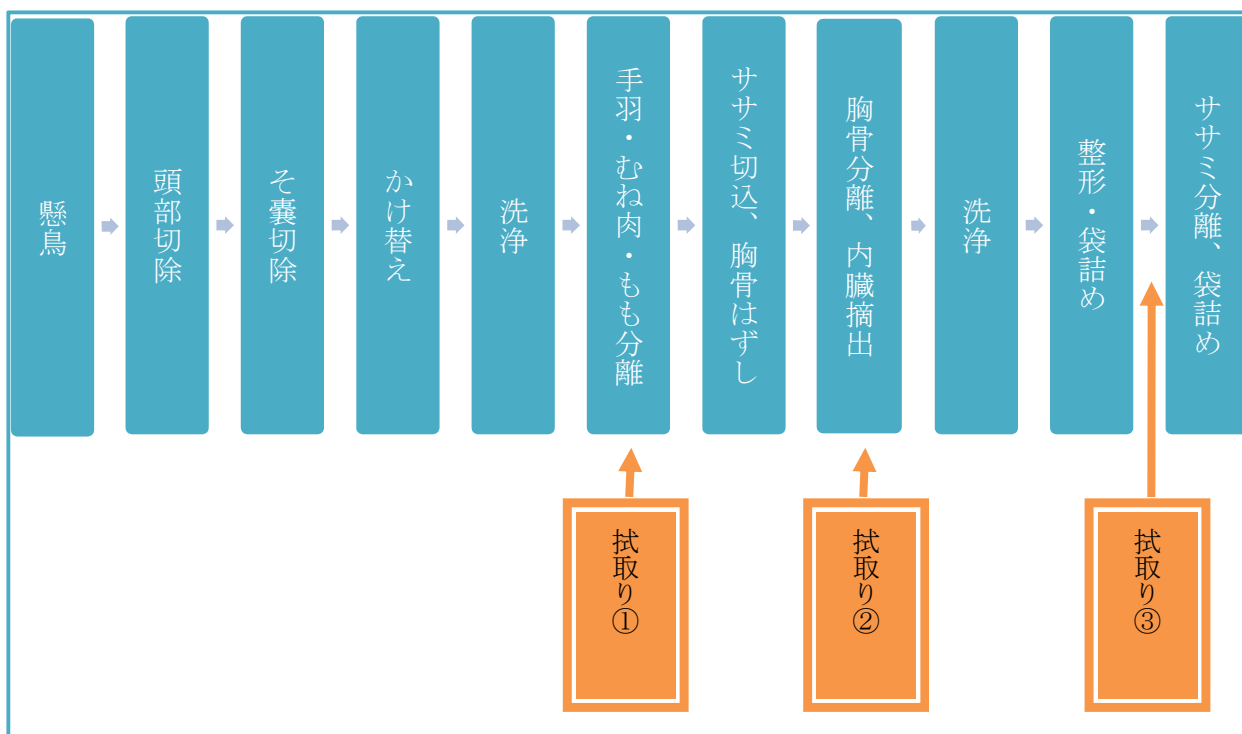 懸鳥
頭部切除
そ嚢切除
かけ替え
洗浄
手羽・むね肉・もも分離
ササミ切込、胸骨はずし
胸骨分離、内臓摘出
洗浄
整形・袋詰め
ササミ分離、袋詰め
拭取り①
拭取り②
拭取り③